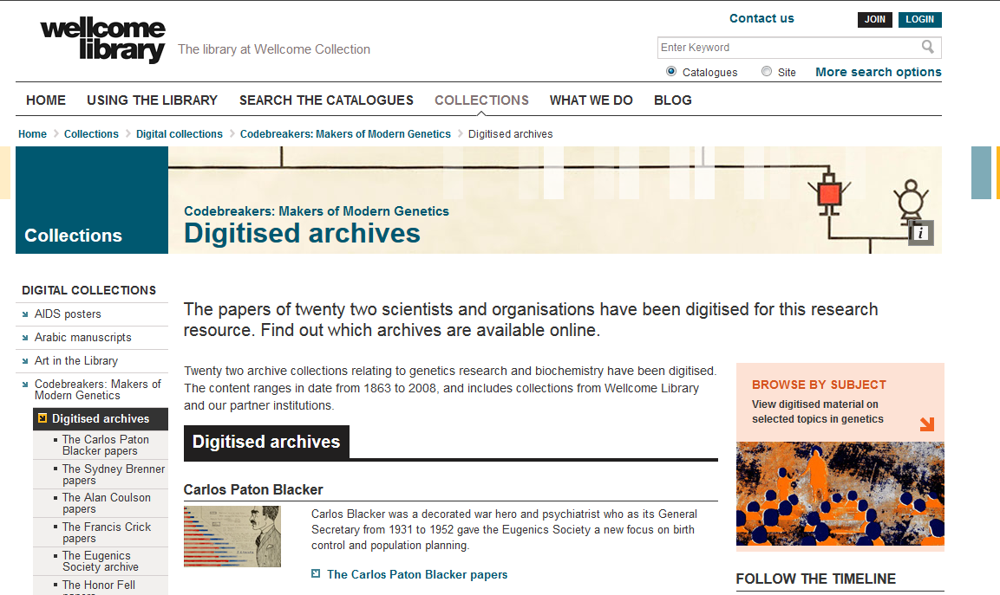 wellcome
library
The library at Wellcome Collection
Contact us
JOIN
LOGIN
Enter Keyword
Catalogues
Site
More search options
HOME
USING THE LIBRARY
SEARCH THE CATALOGUES
COLLECTIONS
WHAT WE DO
BLOG
Home
Collections
Digital collections
Codebreakers: Makers of Modern Genetics
Digitised archives
Collections
Codebreakers: Makers of Modern Genetics
Digitised archives
i
DIGITAL COLLECTIONS
AIDS posters
Arabic manuscripts
Art in the Library
Codebreakers: Makers of
Modern Genetics
Digitised archives
The Carlos Paton
Blacker papers
The Sydney Brenner
papers
The Alan Coulson
papers
The Francis Crick
papers
The Eugenics
Society archive
The Honor Fell
papers
The papers of twenty two scientists and organisations have been digitised for this research
resource. Find out which archives are available online.
Twenty two archive collections relating to genetics research and biochemistry have been digitised.
The content ranges in date from 1863 to 2008, and includes collections from Wellcome Library
and our partner institutions.
Digitised archives
Carlos Paton Blacker
Carlos Blacker was a decorated war hero and psychiatrist who as its General
Secretary from 1931 to 1952 gave the Eugenics Society a new focus on birth
control and population planning.
The Carlos Paton Blacker papers
BROWSE BY SUBJECT
View digitised material on
selected topics in genetics
FOLLOW THE TIMELINE